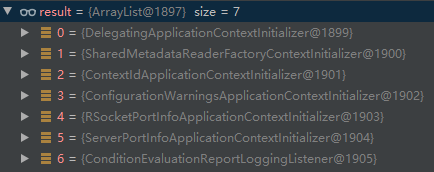 result = {ArrayList@1897} size = 7
0 = {DelegatingApplicationContextInitializer@1899}
1 = {SharedMetadataReaderFactoryContextInitializer@1900}
2 = {ContextIdApplicationContextInitializer@1901}
3 = {ConfigurationWarningsApplicationContextInitializer@1902}
4 = {RSocketPortInfoApplicationContextInitializer@1903}
5 = {ServerPortInfoApplicationContextInitializer@1904}
6 = {ConditionEvaluationReportLoggingListener@1905}